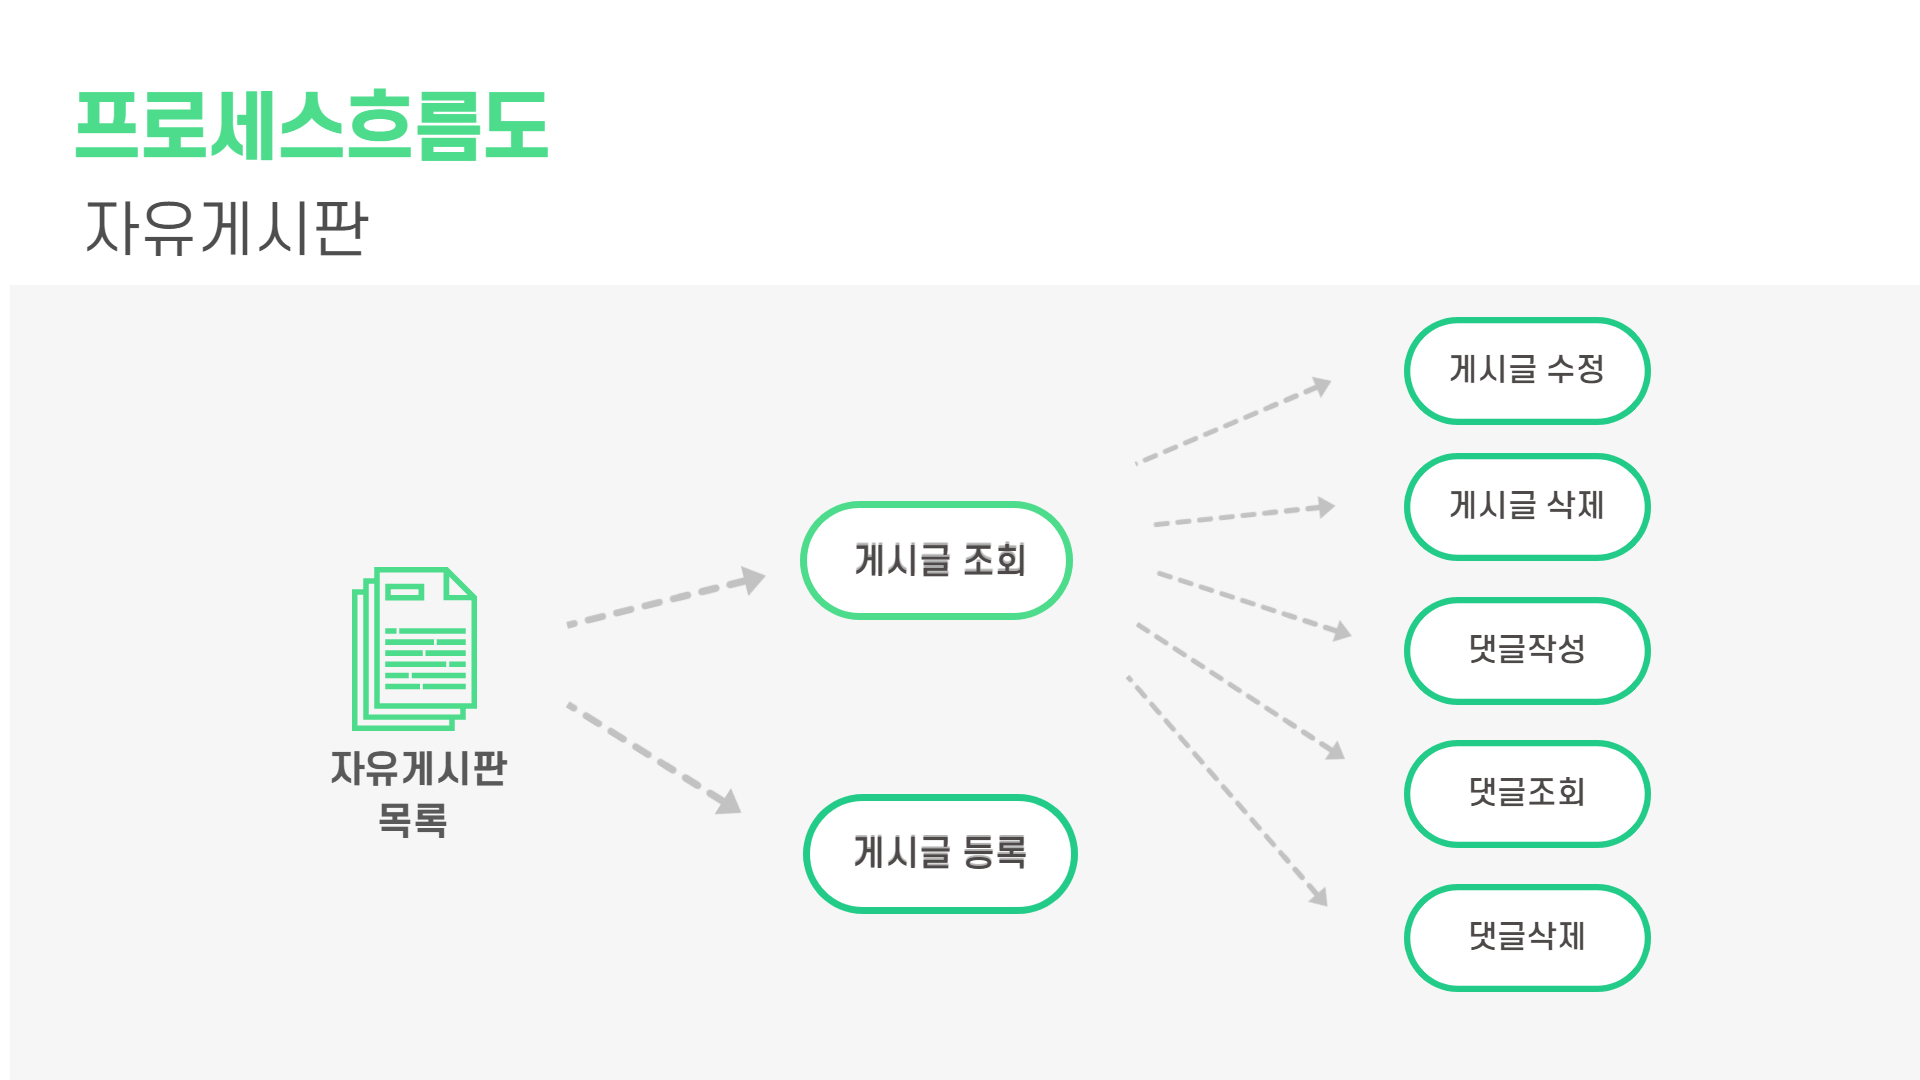 프로세스흐름도
자유게시판
자유게시판
목록
게시글 조회
게시글 등록
게시글 수정
게시글 삭제
댓글작성
댓글조회
댓글삭제